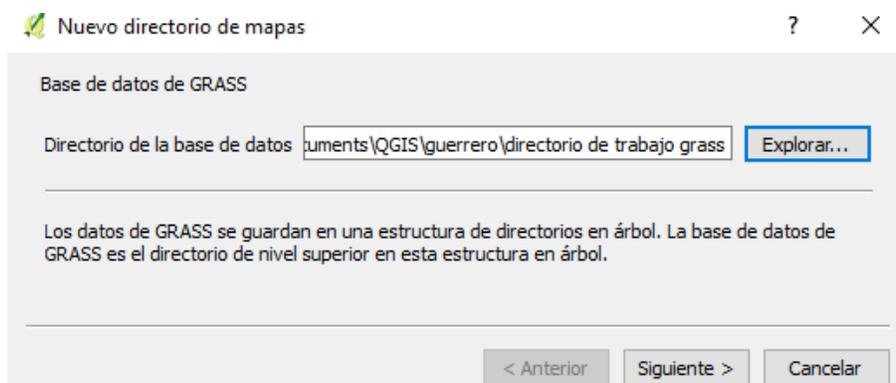 Nuevo directorio de mapas ? X
Base de datos de GRASS
Directorio de la base de datos uments\QGIS\guerrero\directorio de trabajo grass Explorar...
Los datos de GRASS se guardan en una estructura de directorios en árbol. La base de datos de
GRASS es el directorio de nivel superior en esta estructura en árbol.
< Anterior Siguiente > Cancelar